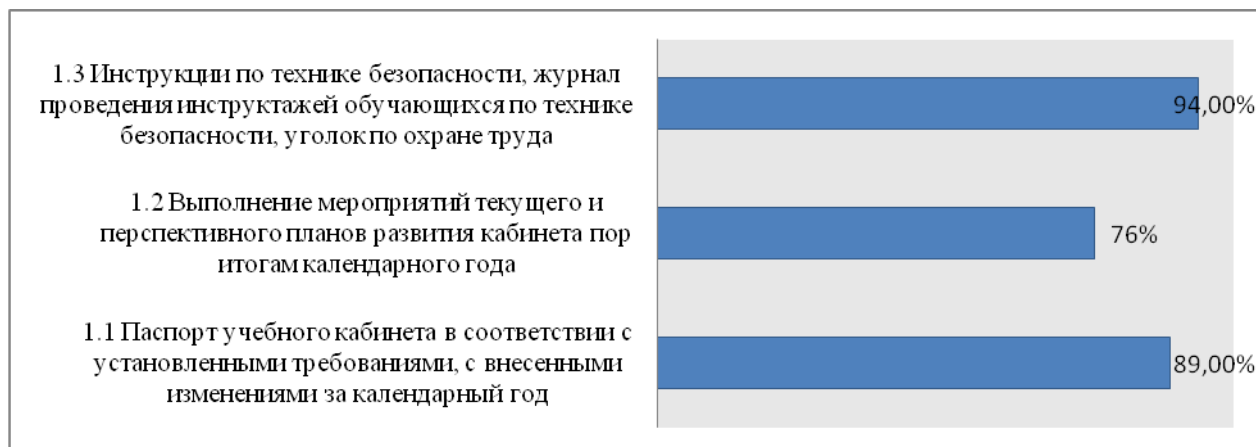 1.3 Инструкции по технике безопасности, журнал
проведения инструктажей обучающихся по технике
безопасности, уголок по охране труда
94,00%
1.2 Выполнение мероприятий текущего и
перспективного планов развития кабинета пор
итогам календарного года
76%
1.1 Паспорт учебного кабинета в соответствии с
установленными требованиями, с внесенными
изменениями за календарный год
89,00%